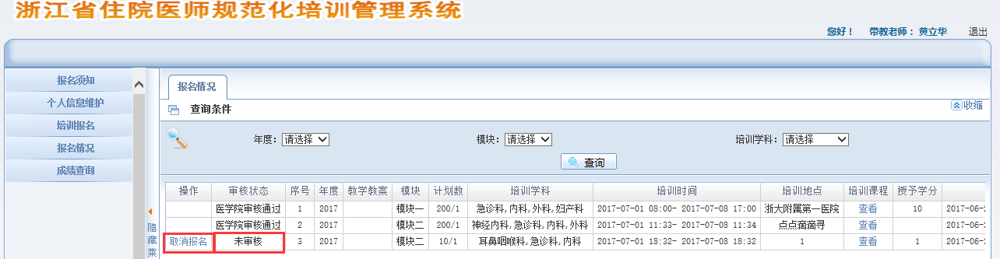 浙江省住院医师规范化培训管理系统
您好！ 带教老师：黄立华 退出
报名须知
个人信息维护
培训报名
报名情况
成绩查询
隐藏菜
报名情况
查询条件 收缩
年度： 请选择 模块： 请选择 培训学科： 请选择
查询
操作 审核状态 序号 年度 教学教案 模块 计划数 培训学科 培训时间 培训地点 培训课程 授予学分
医学院审核通过 1 2017 模块一 200/1 急诊科,内科,外科,妇产科 2017-07-01 08:00- 2017-07-08 17:00 浙大附属第一医院 查看 10 2017-06-
医学院审核通过 2 2017 模块二 200/1 神经内科,急诊科,内科,外科 2017-07-01 11:33- 2017-07-08 11:34 点点滴滴寻 查看 2017-06-
取消报名 未审核 3 2017 模块二 10/1 耳鼻咽喉科,急诊科,内科 2017-07-01 18:32- 2017-07-08 18:32 1 查看 1 2017-06-